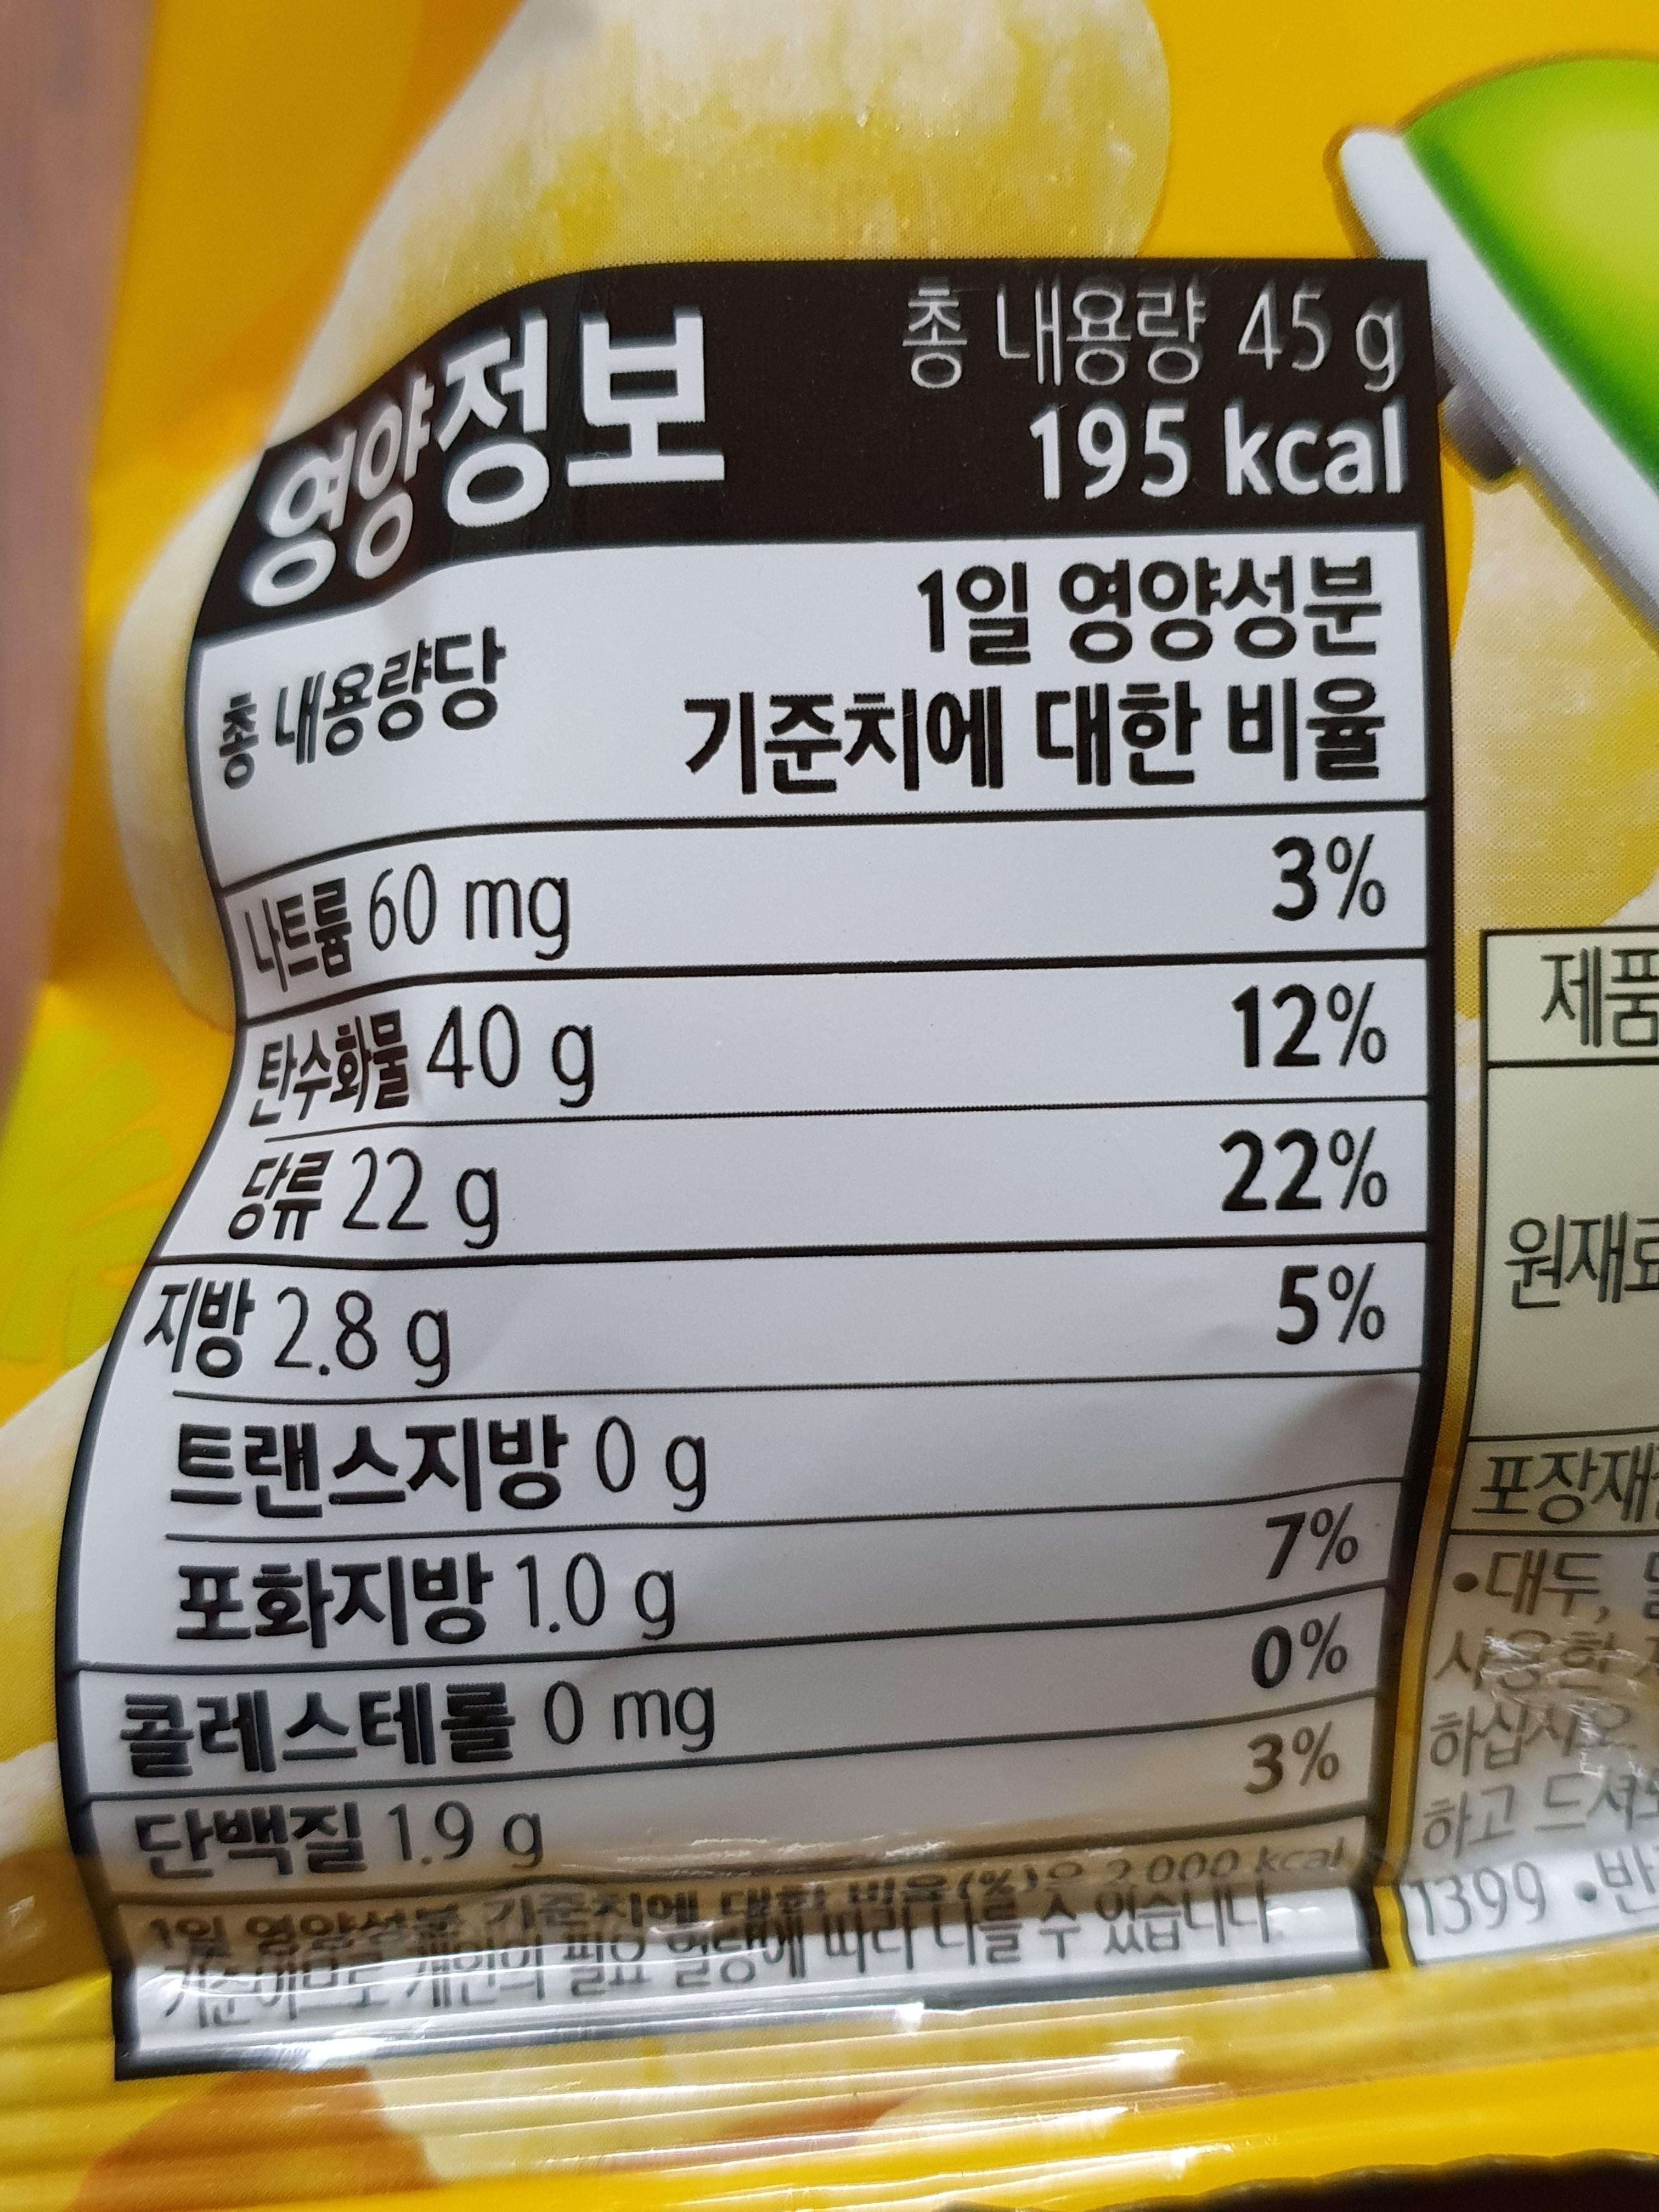 영양정보
총 내용량 45 g
195 kcal
총 내용량당
1일 영양성분
기준치에 대한 비율
나트륨 60 mg 3%
탄수화물 40 g 12%
당류 22 g 22%
지방 2.8 g 5%
트랜스지방 0 g
포화지방 1.0 g 7%
콜레스테롤 0 mg 0%
단백질 1.9 g 3%
1일 영양성분 기준치에 대한 비율(%)은 2,000 kcal
기준이므로 개인의 필요 열량에 따라 다를 수 있습니다.
제품
원재료
포장재
•대두,
사용한
하십시오.
하고 드셔
1399 •반